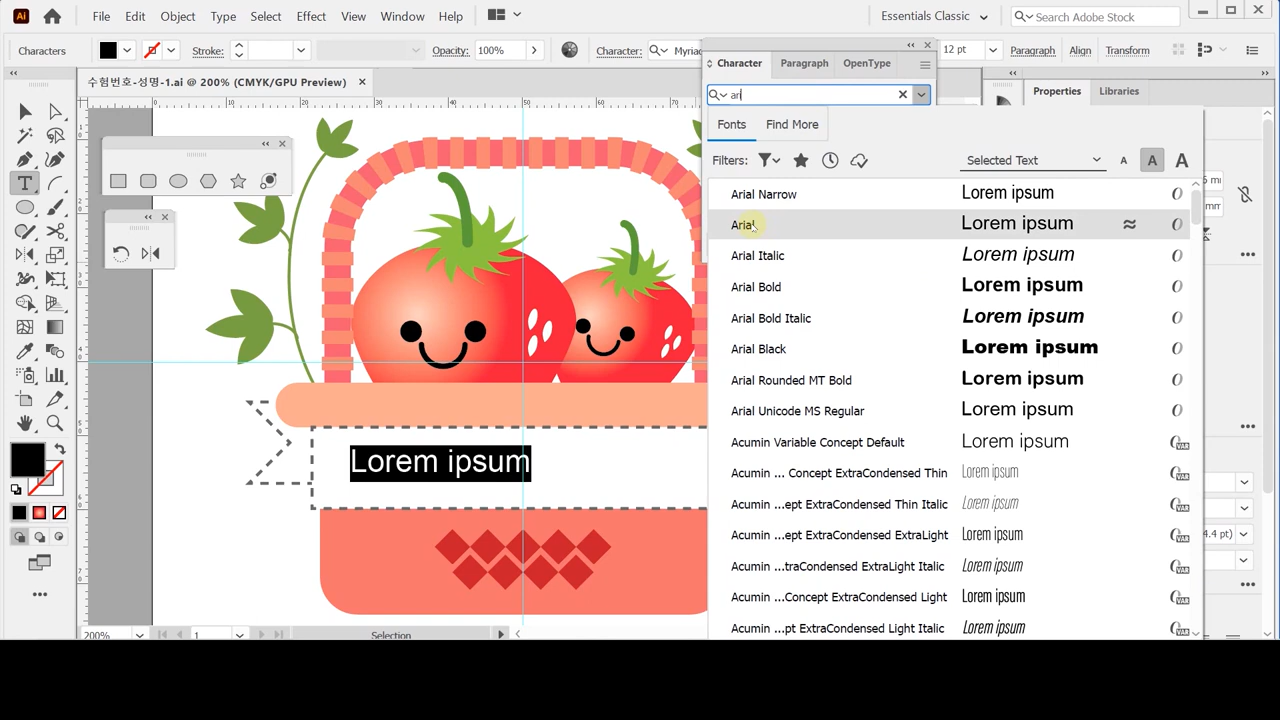 Ai File Edit Object Type Select Effect View Window Help Essentials Classic Search Adobe Stock
Characters Stroke: Opacity: 100% Character: Myriad 12 pt Paragraph Align Transform
수험번호-성명-1.ai @ 200% (CMYK/GPU Preview)
Character Paragraph OpenType
Properties Libraries
ari
Fonts Find More
Filters: Selected Text A A A
Arial Narrow Lorem ipsum
Arial Lorem ipsum
Arial Italic Lorem ipsum
Arial Bold Lorem ipsum
Arial Bold Italic Lorem ipsum
Arial Black Lorem ipsum
Arial Rounded MT Bold Lorem ipsum
Arial Unicode MS Regular Lorem ipsum
Acumin Variable Concept Default Lorem ipsum
Acumin ... Concept ExtraCondensed Thin Lorem ipsum
Acumin ...ept ExtraCondensed Thin Italic Lorem ipsum
Acumin ...ept ExtraCondensed ExtraLight Lorem ipsum
Acumin ...traCondensed ExtraLight Italic Lorem ipsum
Acumin ...Concept ExtraCondensed Light Lorem ipsum
Acumin ...pt ExtraCondensed Light Italic Lorem ipsum
Lorem ipsum
200% 1 Selection